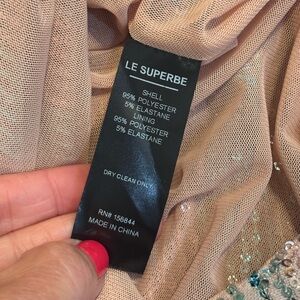 LE SUPERBE
SHELL
95% POLYESTER
5% ELASTANE
LINING
95% POLYESTER
5% ELASTANE
DRY CLEAN ONLY
RN# 156844
MADE IN CHINA